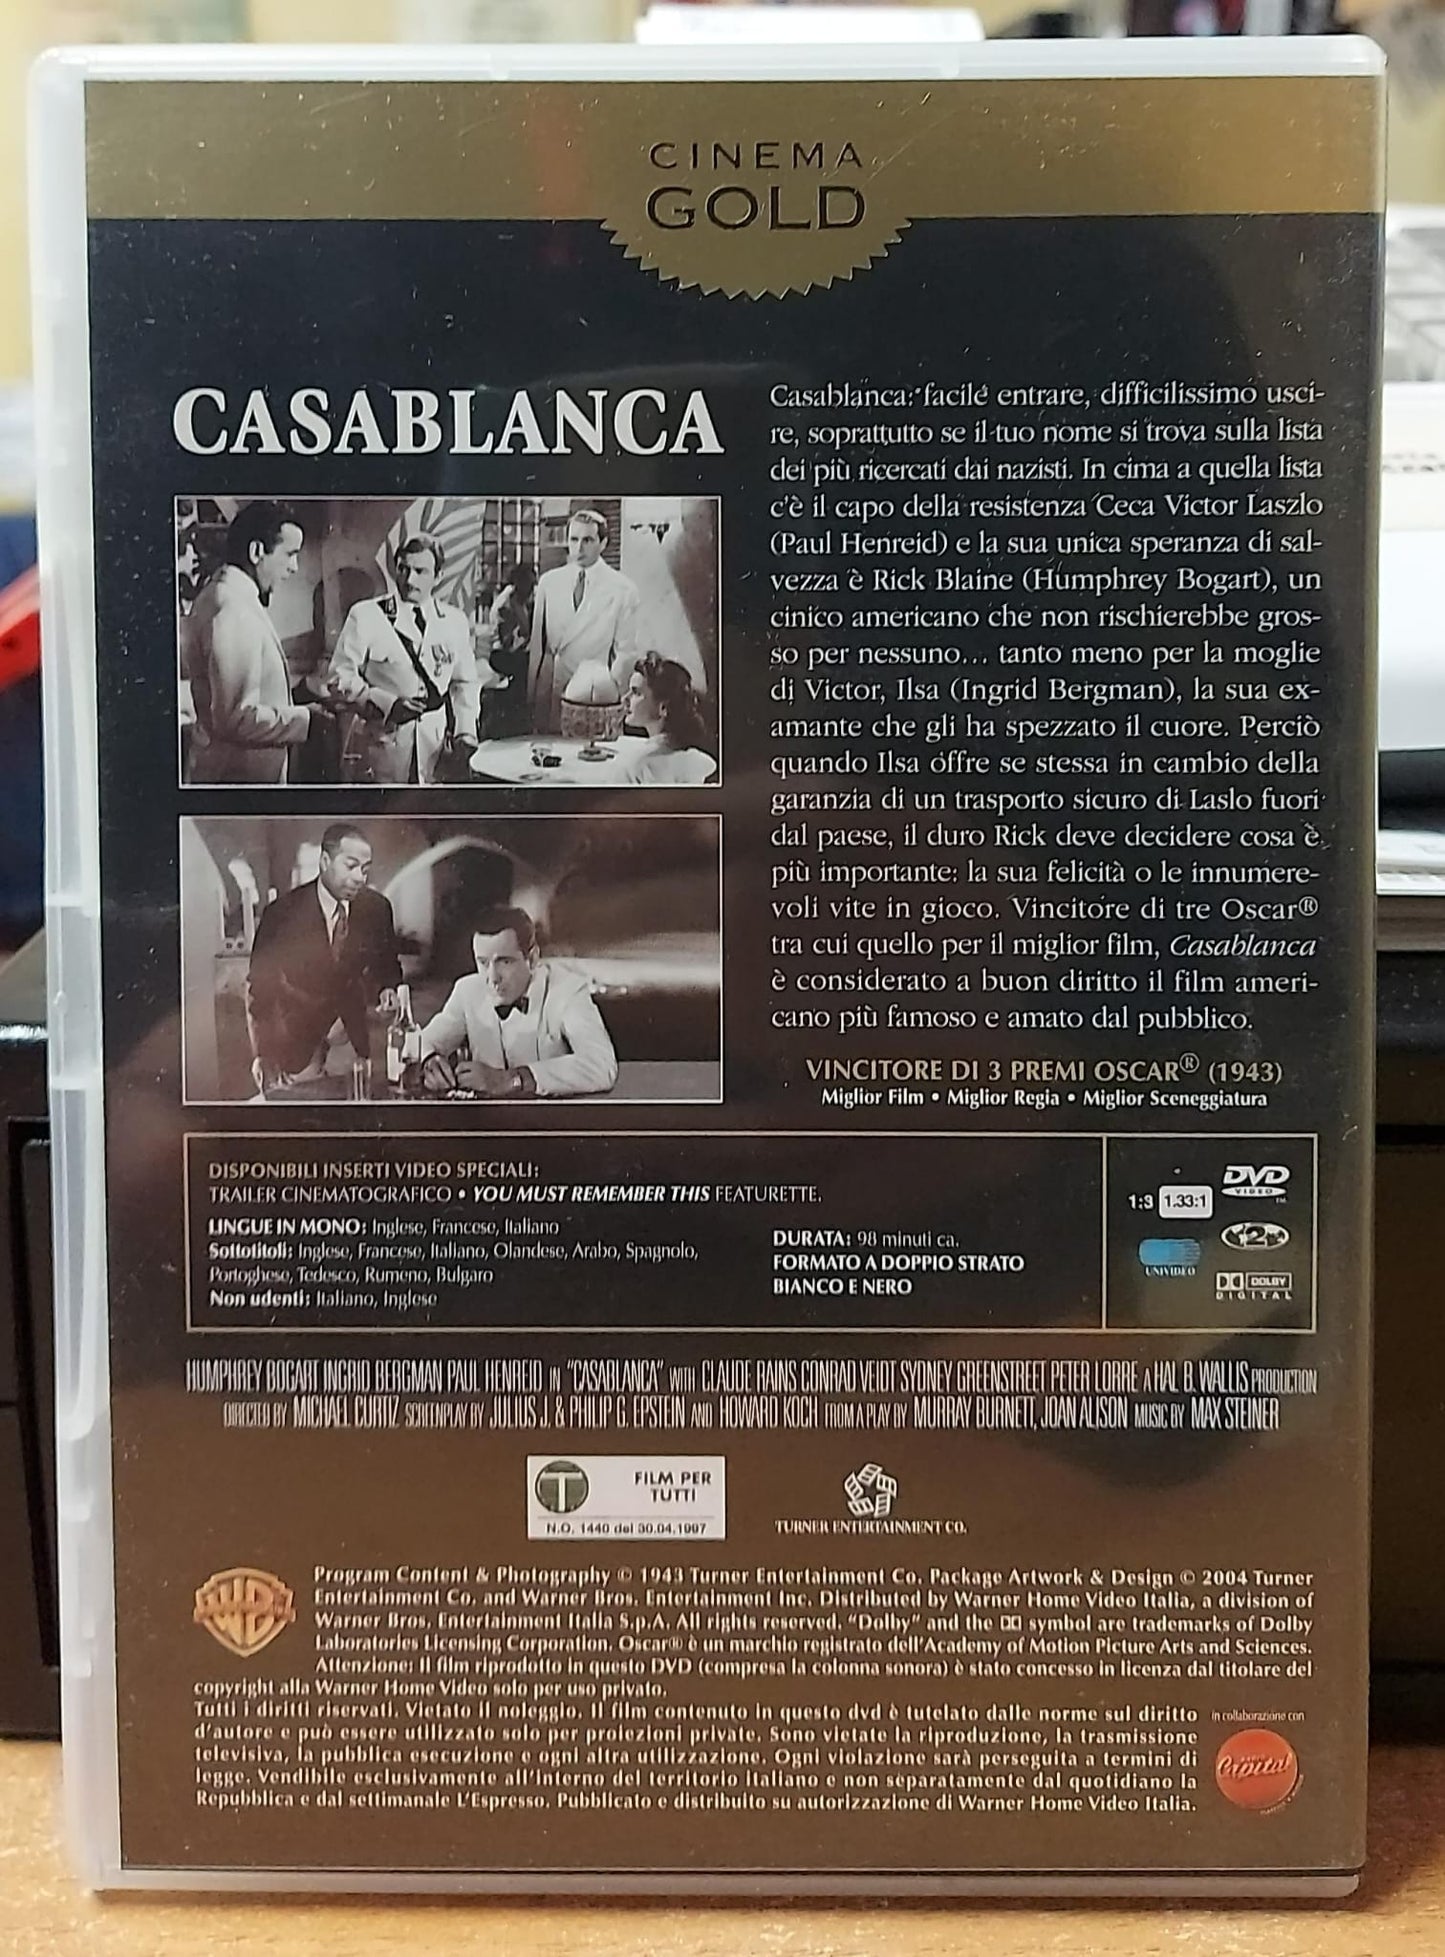 CINEMA
GOLD
CASABLANCA
Casablanca: facile entrare, difficilissimo usci-
re, soprattutto se il tuo nome si trova sulla lista
dei più ricercati dai nazisti. In cima a quella lista
c'è il capo della resistenza Ceca Victor Laszlo
(Paul Henreid) e la sua unica speranza di sal-
vezza è Rick Blaine (Humphrey Bogart), un
cinico americano che non rischierebbe gros-
so per nessuno... tanto meno per la moglie
di Victor, Ilsa (Ingrid Bergman), la sua ex-
amante che gli ha spezzato il cuore. Perciò
quando Ilsa offre se stessa in cambio della
garanzia di un trasporto sicuro di Laslo fuori
dal paese, il duro Rick deve decidere cosa è
più importante: la sua felicità o le innumere-
voli vite in gioco. Vincitore di tre Oscar®
tra cui quello per il miglior film, Casablanca
è considerato a buon diritto il film ameri-
cano più famoso e amato dal pubblico.
VINCITORE DI 3 PREMI OSCAR® (1943)
Miglior Film • Miglior Regia • Miglior Sceneggiatura
DISPONIBILI INSERTI VIDEO SPECIALI:
TRAILER CINEMATOGRAFICO • YOU MUST REMEMBER THIS FEATURETTE.
LINGUE IN MONO: Inglese, Francese, Italiano
Sottotitoli: Inglese, Francese, Italiano, Olandese, Arabo, Spagnolo,
Portoghese, Tedesco, Rumeno, Bulgaro
Non udenti: Italiano, Inglese
DURATA: 98 minuti ca.
FORMATO A DOPPIO STRATO
BIANCO E NERO
1:3 1.33:1
DVD
VIDEO
2
UNIVIDEO
DOLBY
DIGITAL
HUMPHREY BOGART INGRID BERGMAN PAUL HENREID IN "CASABLANCA" WITH CLAUDE RAINS CONRAD VEIDT SYDNEY GREENSTREET PETER LORRE A HAL B. WALLIS PRODUCTION
DIRECTED BY MICHAEL CURTIZ SCREENPLAY BY JULIUS J. & PHILIP G. EPSTEIN AND HOWARD KOCH FROM A PLAY BY MURRAY BURNETT, JOAN ALISON MUSIC BY MAX STEINER
T FILM PER
TUTTI
N.O. 1440 del 30.04.1997
TURNER ENTERTAINMENT CO.
WB
Program Content & Photography © 1943 Turner Entertainment Co. Package Artwork & Design © 2004 Turner
Entertainment Co. and Warner Bros. Entertainment Inc. Distributed by Warner Home Video Italia, a division of
Warner Bros. Entertainment Italia S.p.A. All rights reserved. "Dolby" and the symbol are trademarks of Dolby
Laboratories Licensing Corporation. Oscar® è un marchio registrato dell'Academy of Motion Picture Arts and Sciences.
Attenzione: Il film riprodotto in questo DVD (compresa la colonna sonora) è stato concesso in licenza dal titolare del
copyright alla Warner Home Video solo per uso privato.
Tutti i diritti riservati. Vietato il noleggio. Il film contenuto in questo dvd è tutelato dalle norme sul diritto
d'autore e può essere utilizzato solo per proiezioni private. Sono vietate la riproduzione, la trasmissione
televisiva, la pubblica esecuzione e ogni altra utilizzazione. Ogni violazione sarà perseguita a termini di
legge. Vendibile esclusivamente all'interno del territorio italiano e non separatamente dal quotidiano la
Repubblica e dal settimanale L'Espresso. Pubblicato e distribuito su autorizzazione di Warner Home Video Italia.
in collaborazione con
Capital